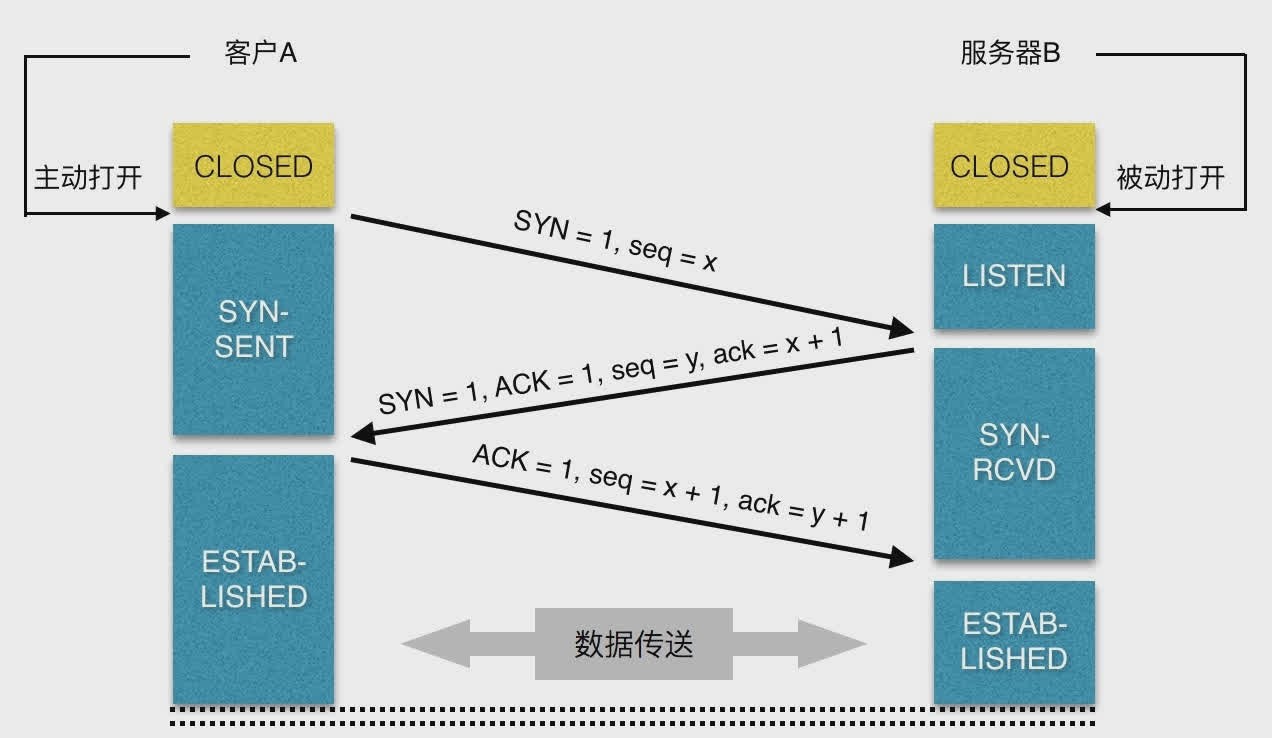 客户A
服务器B
CLOSED
CLOSED
主动打开
被动打开
SYN = 1, seq = x
SYN-
SENT
LISTEN
SYN = 1, ACK = 1, seq = y, ack = x + 1
SYN-
RCVD
ACK = 1, seq = x + 1, ack = y + 1
ESTAB-
LISHED
ESTAB-
LISHED
数据传送